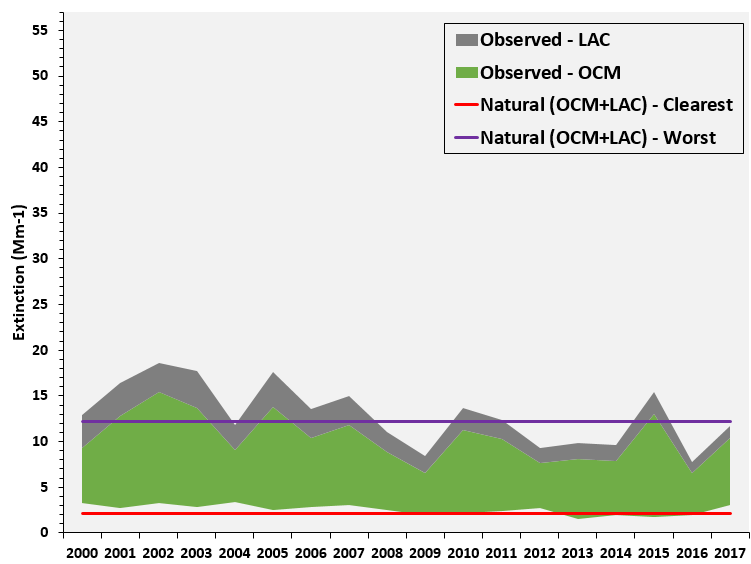 55
50
45
40
35
30
25
20
15
10
5
0
Extinction (Mm-1)
Observed - LAC
Observed - OCM
Natural (OCM+LAC) - Clearest
Natural (OCM+LAC) - Worst
2000 2001 2002 2003 2004 2005 2006 2007 2008 2009 2010 2011 2012 2013 2014 2015 2016 2017